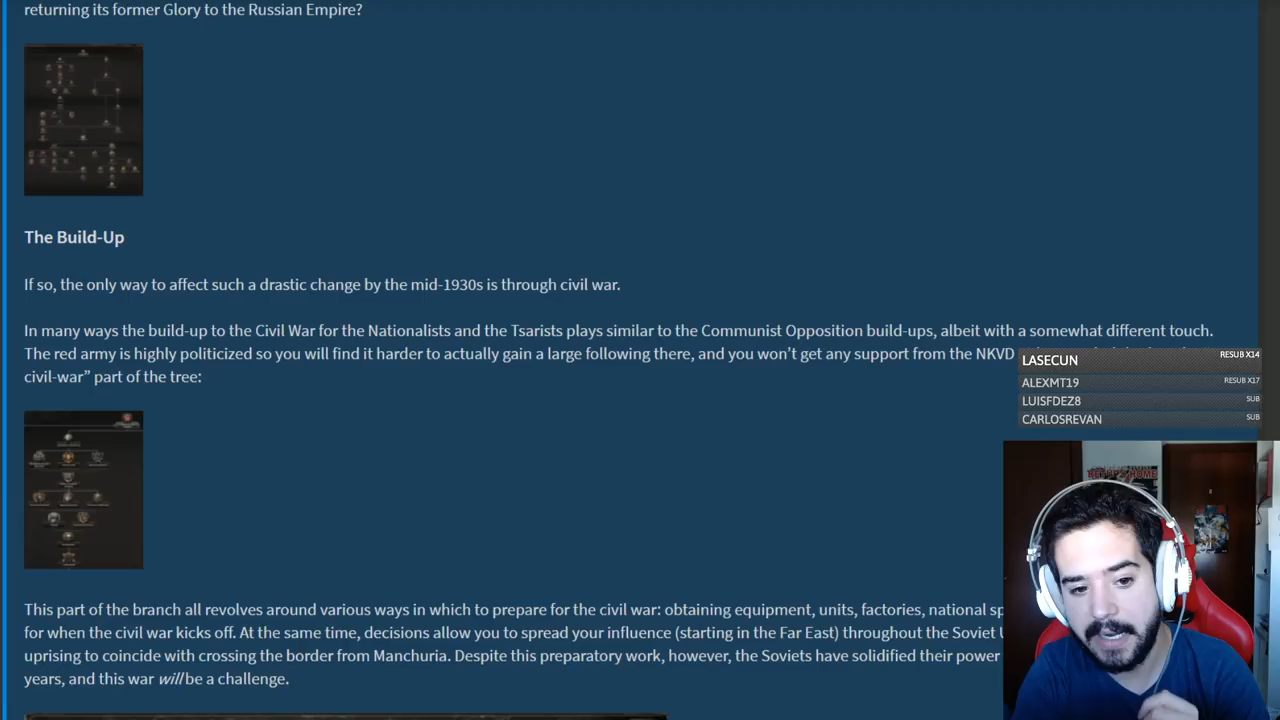 returning its former Glory to the Russian Empire?
The Build-Up
If so, the only way to affect such a drastic change by the mid-1930s is through civil war.
In many ways the build-up to the Civil War for the Nationalists and the Tsarists plays similar to the Communist Opposition build-ups, albeit with a somewhat different touch.
The red army is highly politicized so you will find it harder to actually gain a large following there, and you won't get any support from the NKVD
civil-war" part of the tree:
LASECUN RESUB X14
ALEXMT19 RESUB X17
LUISFDEZ8 SUB
CARLOSREVAN SUB
This part of the branch all revolves around various ways in which to prepare for the civil war: obtaining equipment, units, factories, national sp
for when the civil war kicks off. At the same time, decisions allow you to spread your influence (starting in the Far East) throughout the Soviet
uprising to coincide with crossing the border from Manchuria. Despite this preparatory work, however, the Soviets have solidified their power
years, and this war will be a challenge.